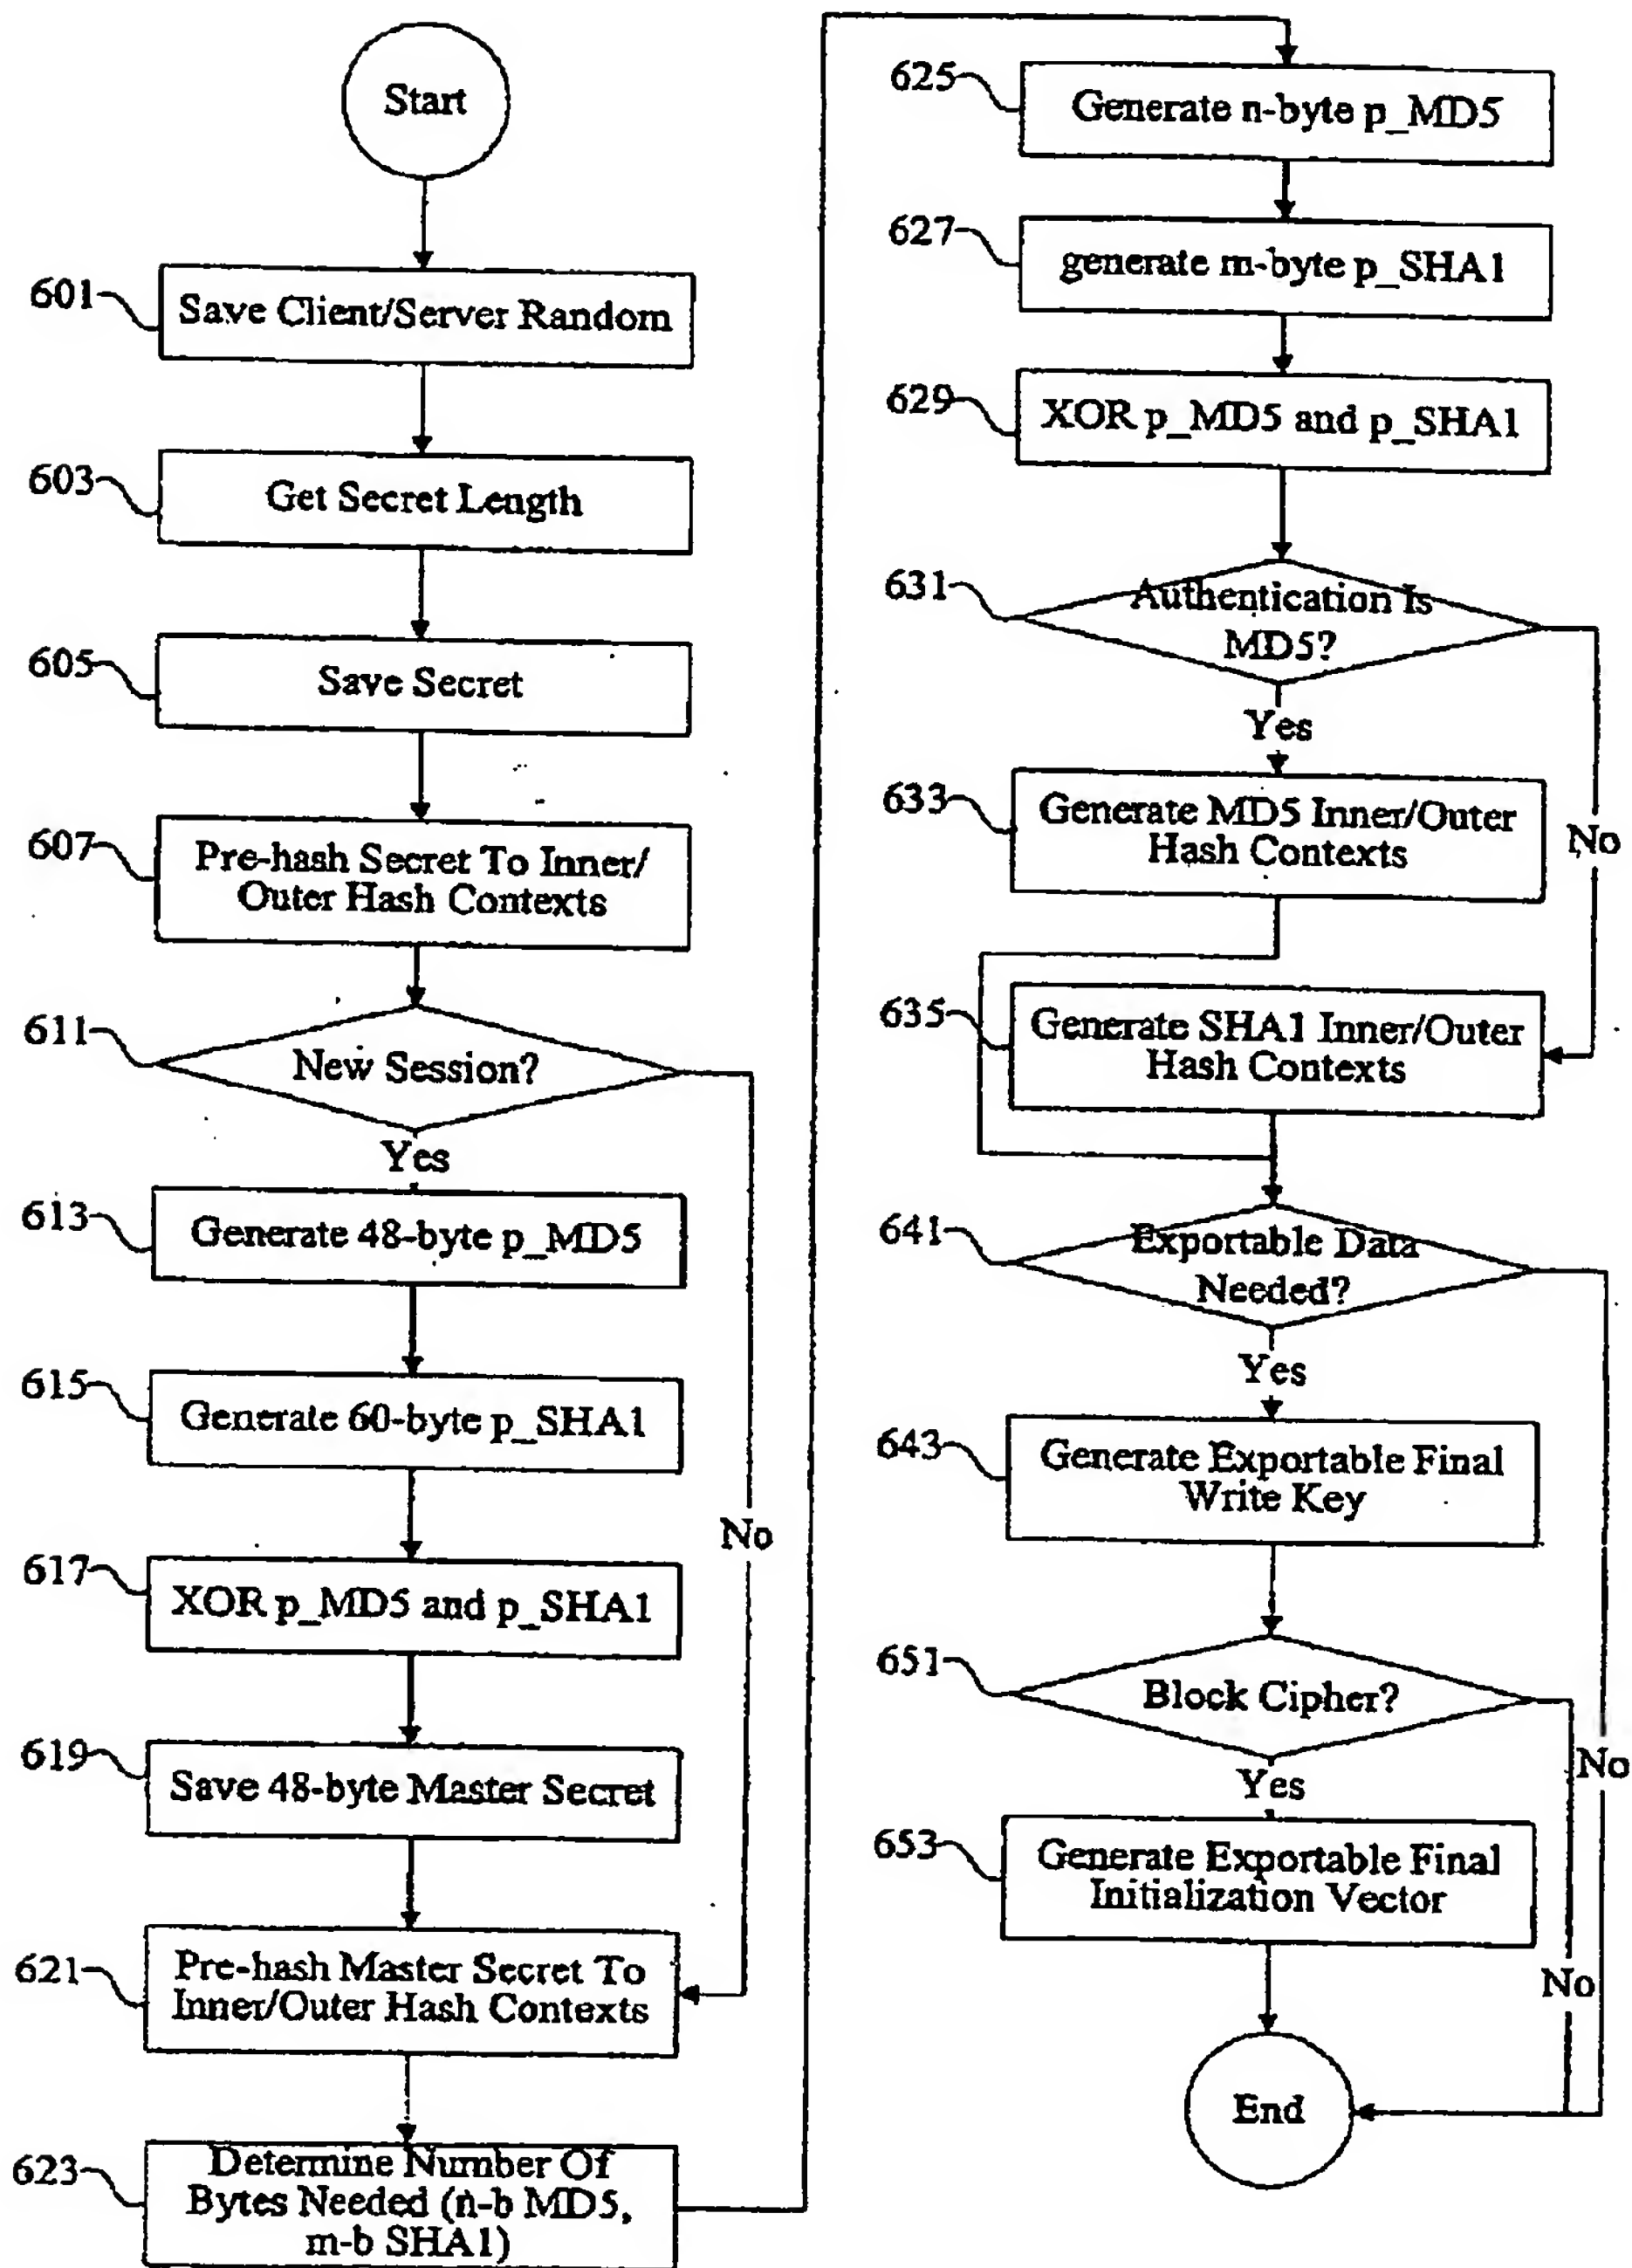 Start
601
Save Client/Server Random
603
Get Secret Length
605
Save Secret
607
Pre-hash Secret To Inner/
Outer Hash Contexts
611
New Session?
Yes
No
613
Generate 48-byte p_MD5
615
Generate 60-byte p_SHA1
617
XOR p_MD5 and p_SHA1
619
Save 48-byte Master Secret
621
Pre-hash Master Secret To
Inner/Outer Hash Contexts
623
Determine Number Of
Bytes Needed (n-b MD5,
m-b SHA1)
625
Generate n-byte p_MD5
627
generate m-byte p_SHA1
629
XOR p_MD5 and p_SHA1
631
Authentication Is
MD5?
Yes
No
633
Generate MD5 Inner/Outer
Hash Contexts
635
Generate SHA1 Inner/Outer
Hash Contexts
641
Exportable Data
Needed?
Yes
No
643
Generate Exportable Final
Write Key
651
Block Cipher?
Yes
No
653
Generate Exportable Final
Initialization Vector
End